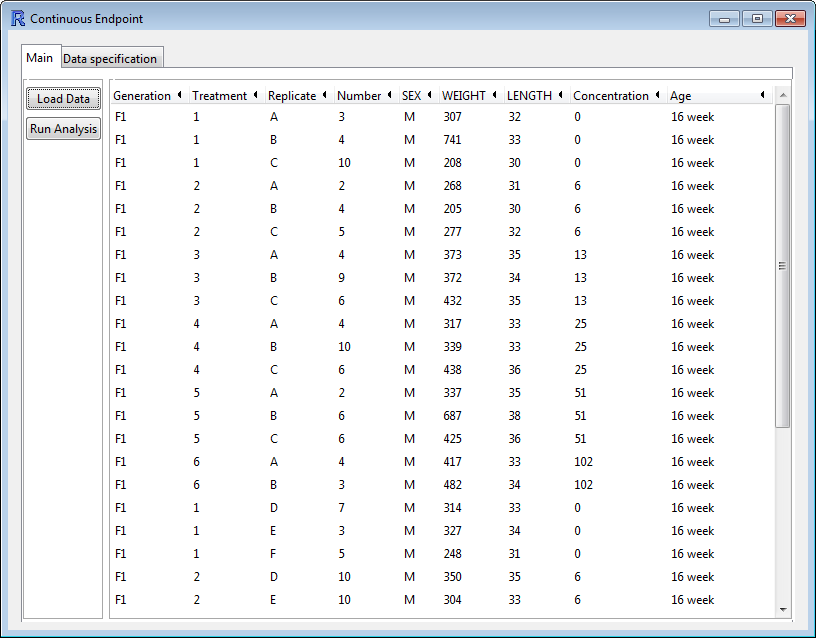 Continuous Endpoint
Main Data specification
Load Data
Run Analysis
Generation Treatment Replicate Number SEX WEIGHT LENGTH Concentration Age
F1 1 A 3 M 307 32 0 16 week
F1 1 B 4 M 741 33 0 16 week
F1 1 C 10 M 208 30 0 16 week
F1 2 A 2 M 268 31 6 16 week
F1 2 B 4 M 205 30 6 16 week
F1 2 C 5 M 277 32 6 16 week
F1 3 A 4 M 373 35 13 16 week
F1 3 B 9 M 372 34 13 16 week
F1 3 C 6 M 432 35 13 16 week
F1 4 A 4 M 317 33 25 16 week
F1 4 B 10 M 339 33 25 16 week
F1 4 C 6 M 438 36 25 16 week
F1 5 A 2 M 337 35 51 16 week
F1 5 B 6 M 687 38 51 16 week
F1 5 C 6 M 425 36 51 16 week
F1 6 A 4 M 417 33 102 16 week
F1 6 B 3 M 482 34 102 16 week
F1 1 D 7 M 314 33 0 16 week
F1 1 E 3 M 327 34 0 16 week
F1 1 F 5 M 248 31 0 16 week
F1 2 D 10 M 350 35 6 16 week
F1 2 E 10 M 304 33 6 16 week